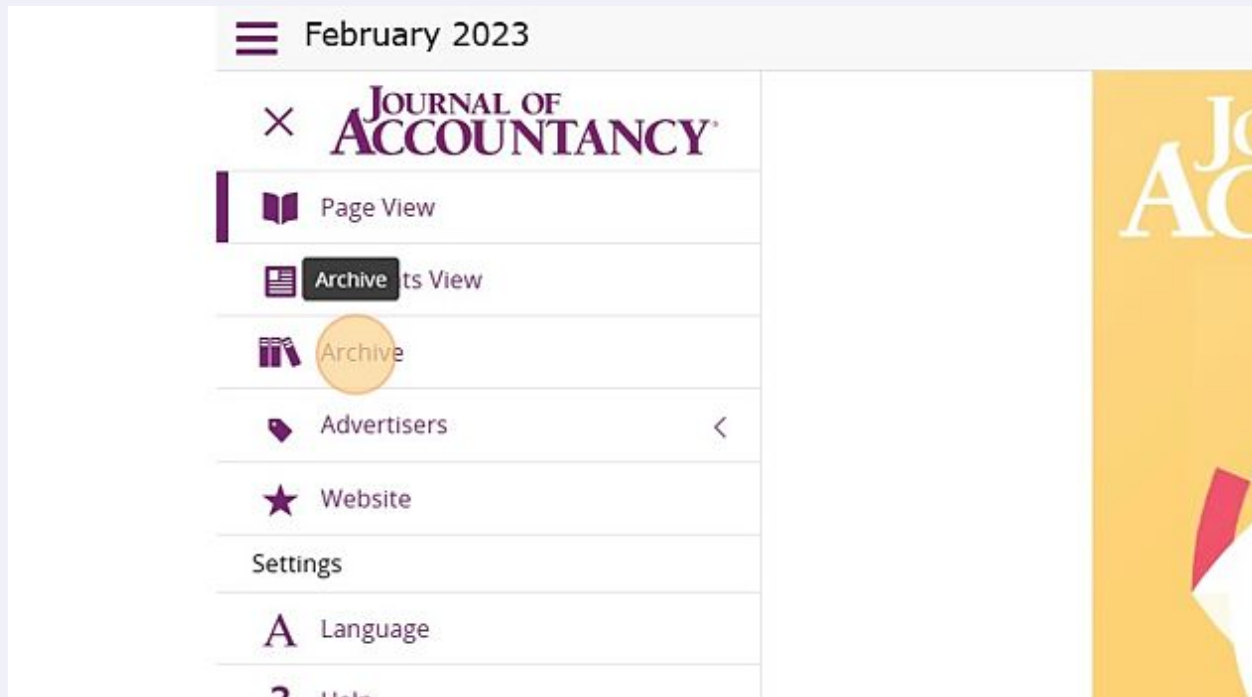 February 2023
JOURNAL OF
ACCOUNTANCY
Page View
Archive
ts View
Archive
Advertisers
Website
Settings
A Language